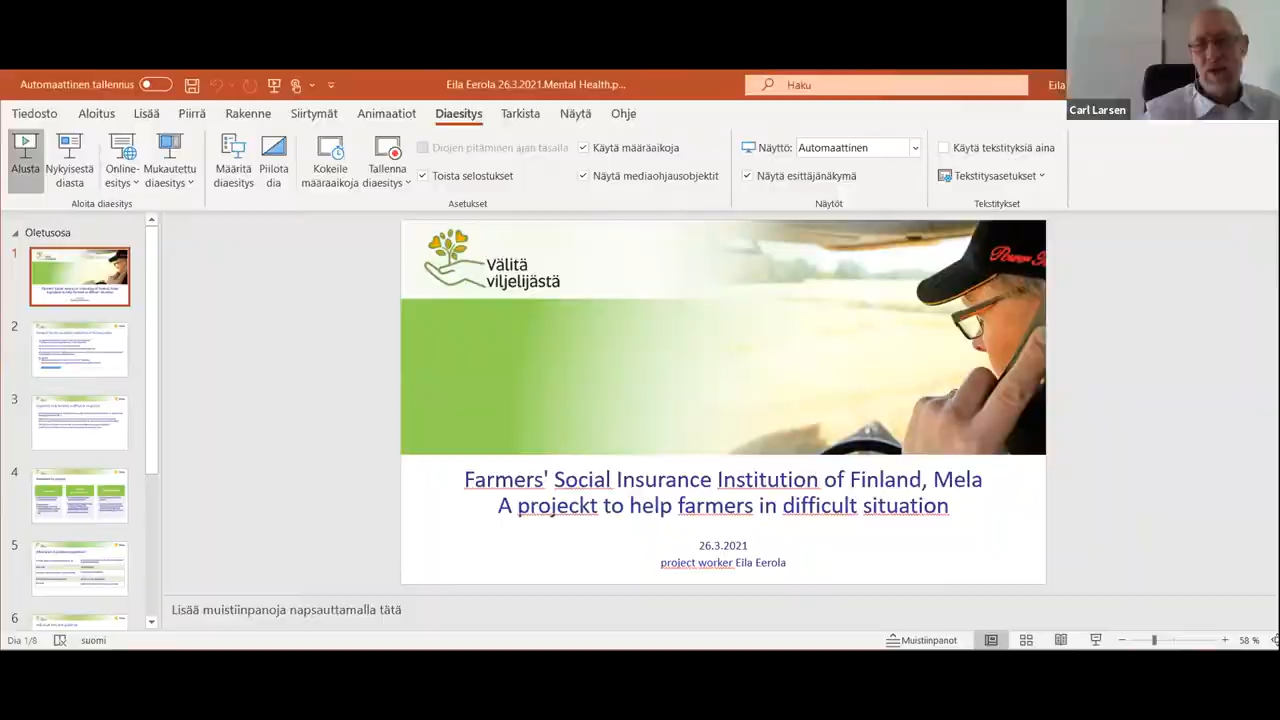 Carl Larsen
Automaattinen tallennus
Eila Eerola 26.3.2021.Mental Health.p...
Haku
Eila
Tiedosto Aloitus Lisää Piirrä Rakenne Siirtymät Animaatiot Diaesitys Tarkista Näytä Ohje
Alusta
Nykyisestä
diasta
Online-
esitys
Mukautettu
diaesitys
Aloita diaesitys
Määritä
diaesitys
Piilota
dia
Kokeile
määräaikoja
Tallenna
diaesitys
Diojen pitäminen ajan tasalla
Toista selostukset
Käytä määräaikoja
Näytä mediaohjausobjektit
Asetukset
Näyttö: Automaattinen
Näytä esittäjänäkymä
Näytöt
Käytä tekstityksiä aina
Tekstitysasetukset
Tekstitykset
Oletusosa
1
2
3
4
5
6
Välitä
viljelijästä
Farmers' Social Insurance Institution of Finland, Mela
A projeckt to help farmers in difficult situation
26.3.2021
project worker Eila Eerola
Lisää muistiinpanoja napsauttamalla tätä
Dia 1/8
suomi
Muistiinpanot
58 %